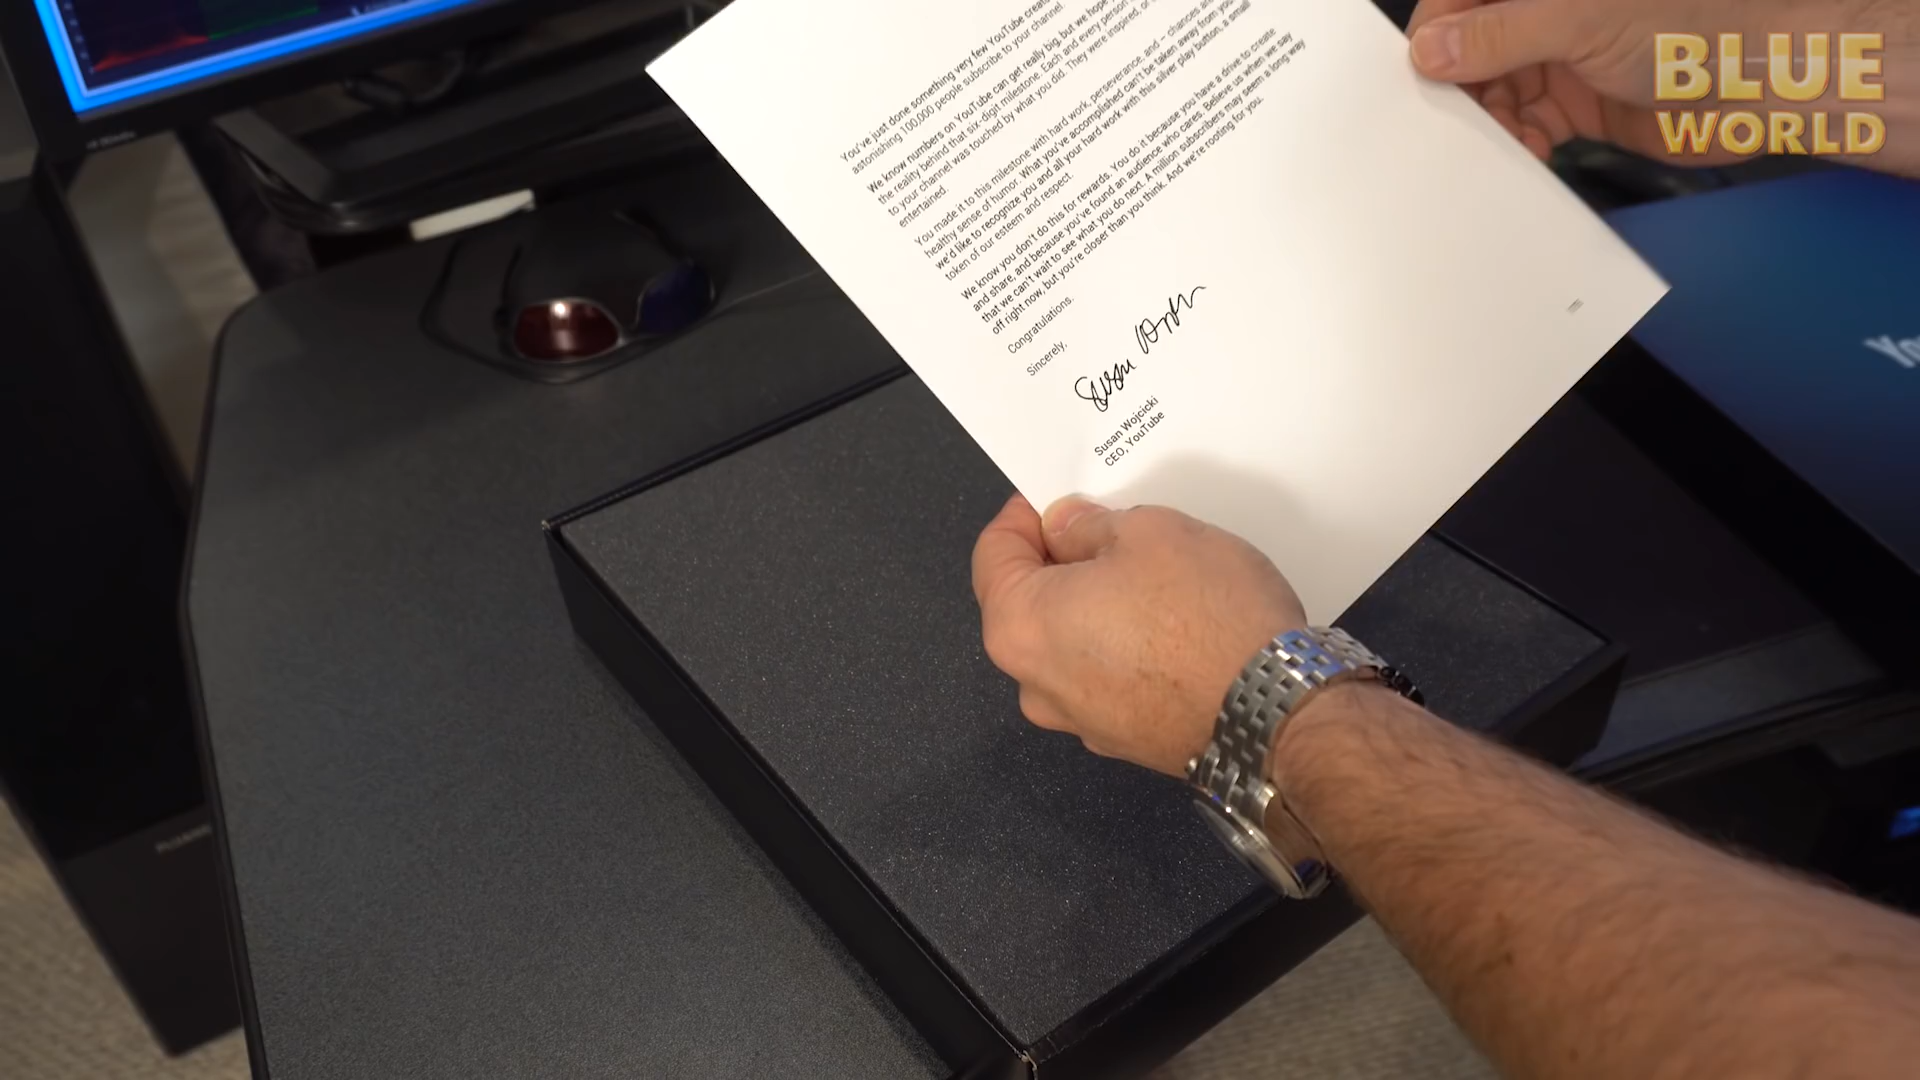 You've just done something very few YouTube
astonishing 100,000 people subscribe to your channel.
We know numbers on YouTube can get really big, but we hope
the reality behind that six-digit milestone. Each and every person
to your channel was touched by what you did. They were inspired, or
entertained.
You made it to this milestone with hard work, perseverance, and – chances are
healthy sense of humor. What you've accomplished can't be taken away from you
we'd like to recognize you and all your hard work with this silver play button, a small
token of our esteem and respect.
We know you don't do this for rewards. You do it because you have a drive to create
and share, and because you've found an audience who cares. Believe us when we say
that we can't wait to see what you do next. A million subscribers may seem a long way
off right now, but you're closer than you think. And we're rooting for you.
Congratulations.
Sincerely,
Susan Wojcicki
CEO, YouTube
BLUE
WORLD